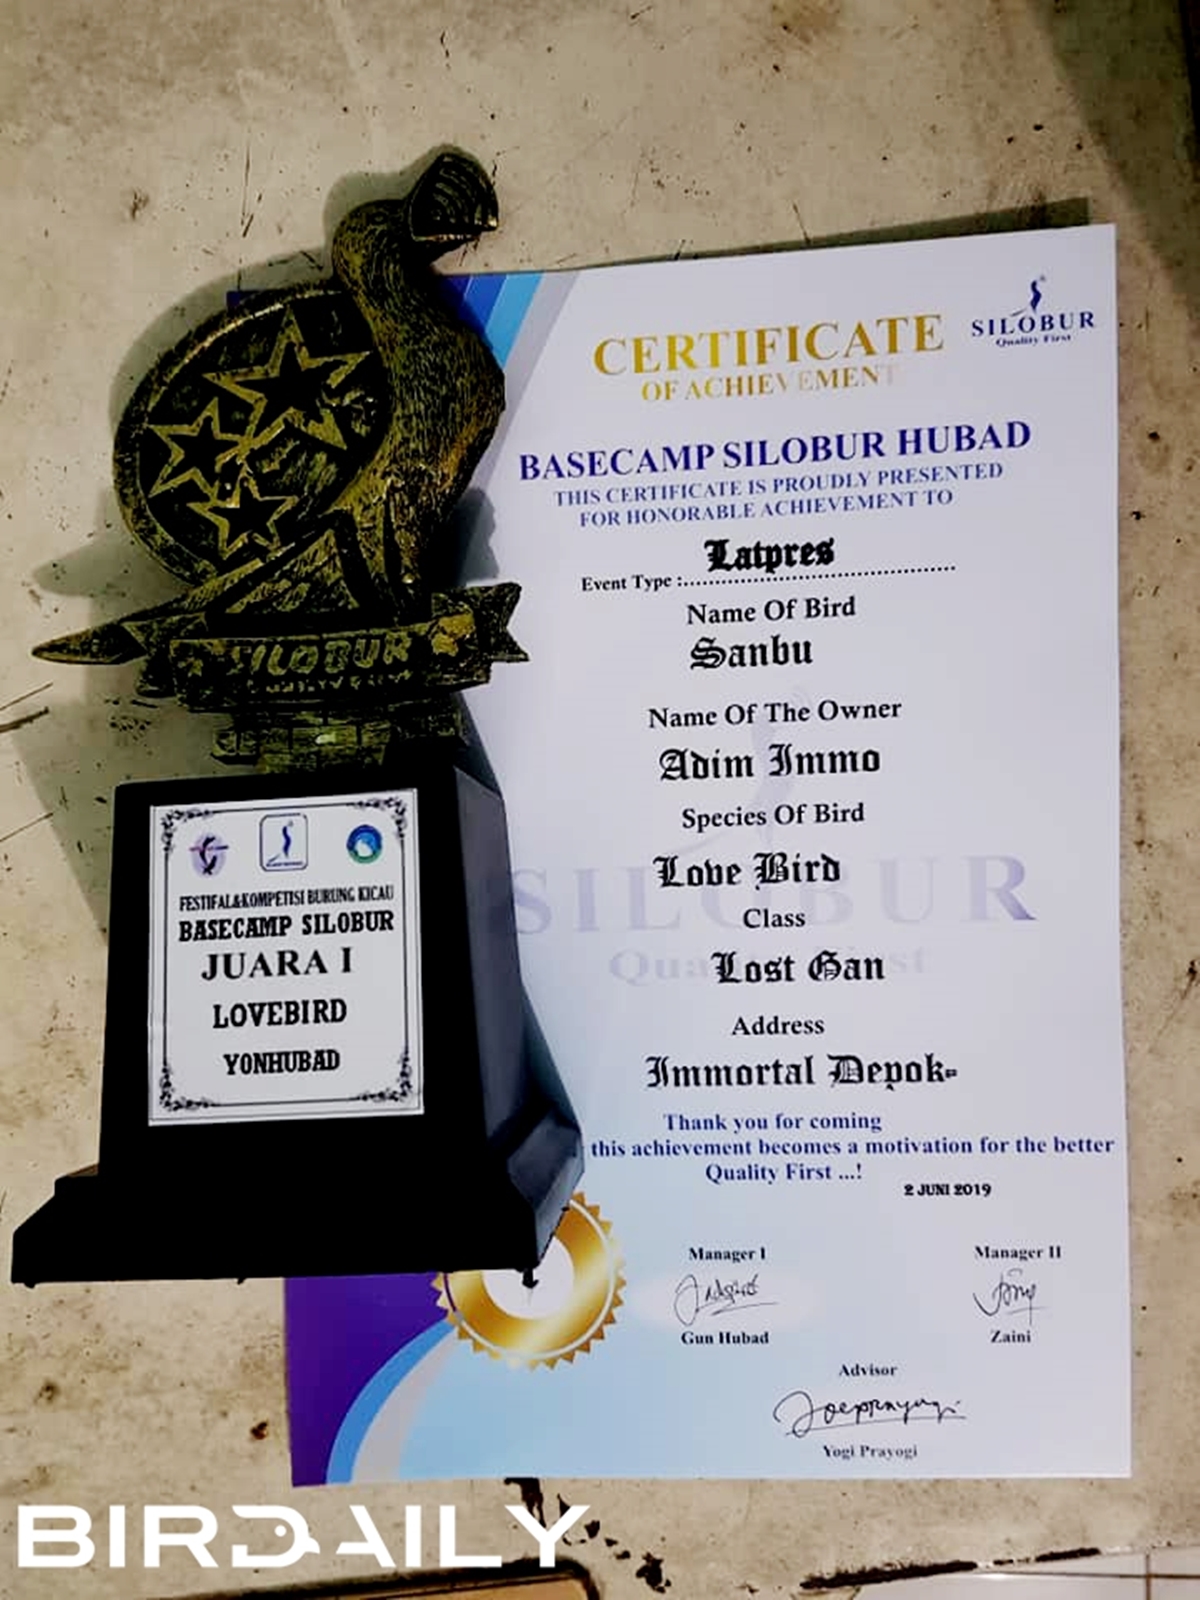 CERTIFICATE
OF ACHIEVEMENT
SILOBUR
Quality First
BASECAMP SILOBUR HUBAD
THIS CERTIFICATE IS PROUDLY PRESENTED
FOR HONORABLE ACHIEVEMENT TO
Latpres
Event Type :..........................................
Name Of Bird
Sanbu
Name Of The Owner
Adim Immo
Species Of Bird
Love Bird
Class
Lost Gan
Address
Immortal Depok-
Thank you for coming
this achievement becomes a motivation for the better
Quality First ...!
2 JUNI 2019
Manager I
Manager II
Gun Hubad
Zaini
Advisor
Yogi Prayogi
SILOBUR
SILOBUR
FESTIFAL&KOMPETISI BURUNG KICAU
BASECAMP SILOBUR
JUARA I
LOVEBIRD
YONHUBAD
BIRDAILY